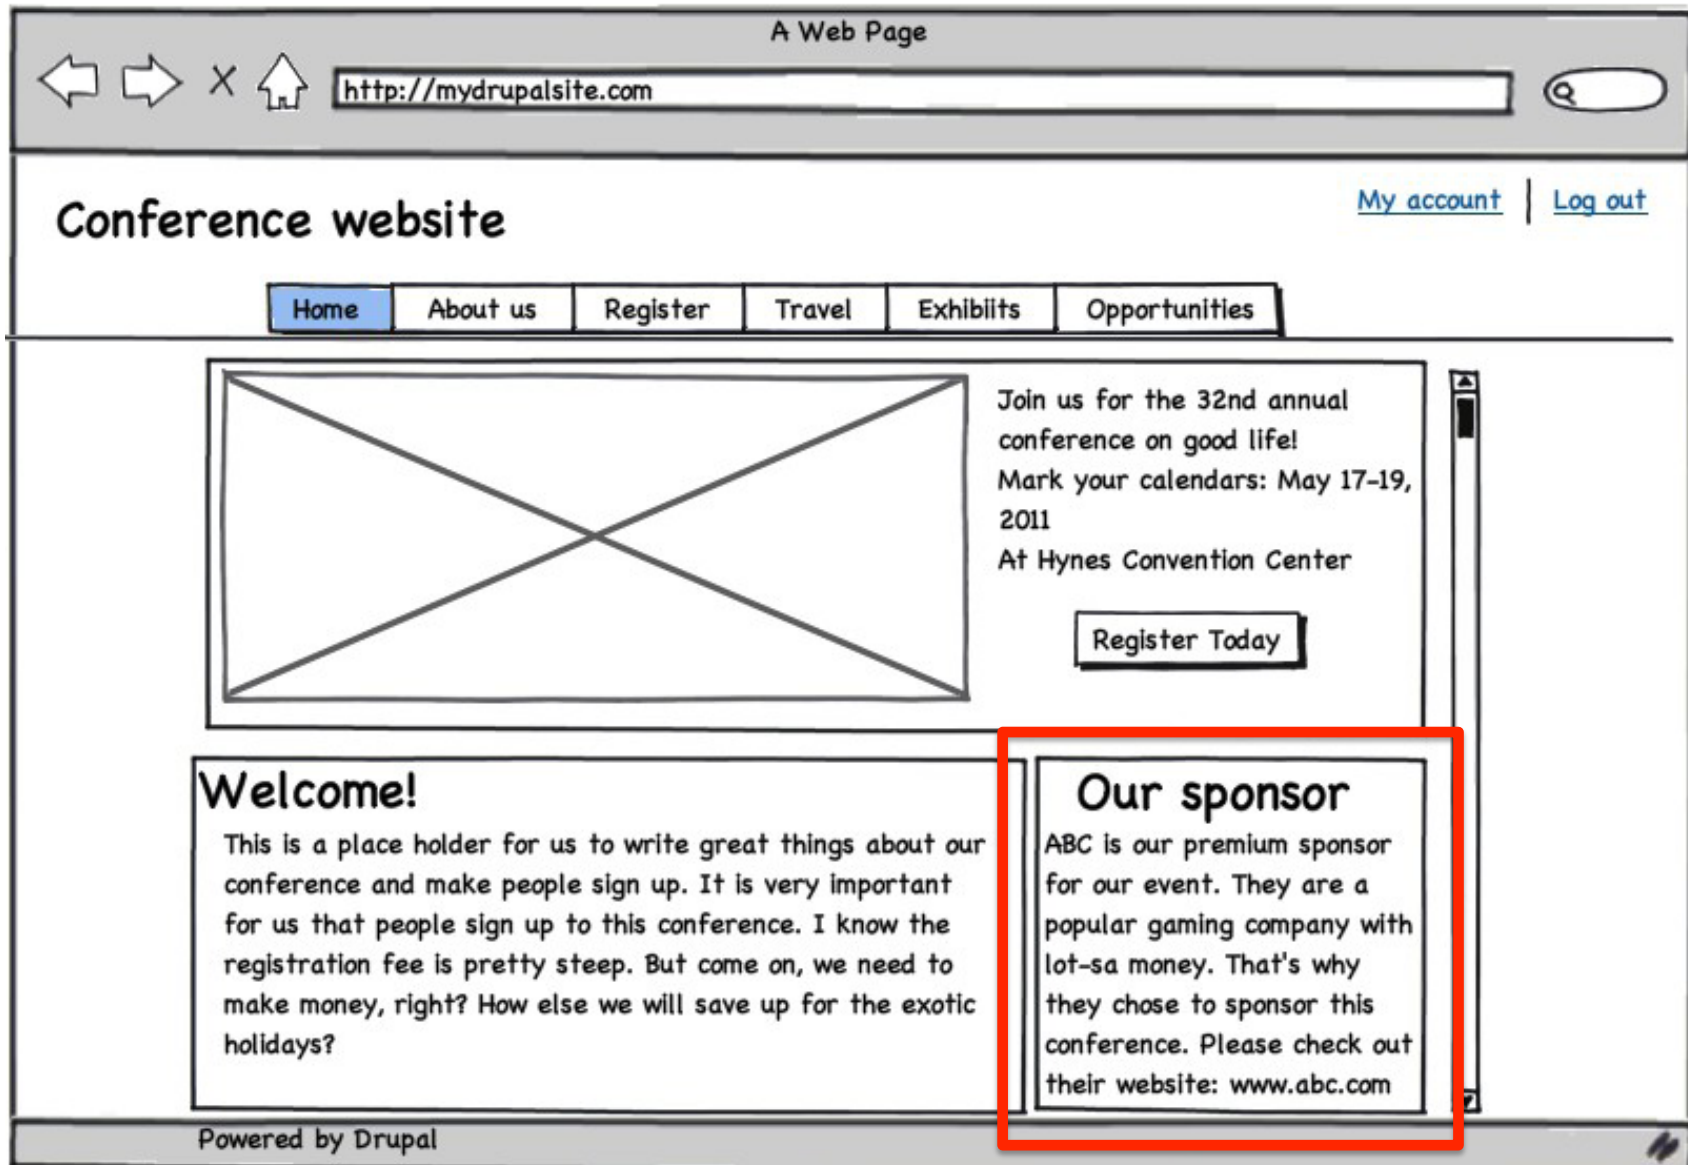 A Web Page
http://mydrupalsite.com
My account | Log out
Conference website
Home About us Register Travel Exhibiits Opportunities
Join us for the 32nd annual
conference on good life!
Mark your calendars: May 17-19,
2011
At Hynes Convention Center
Register Today
Welcome!
This is a place holder for us to write great things about our
conference and make people sign up. It is very important
for us that people sign up to this conference. I know the
registration fee is pretty steep. But come on, we need to
make money, right? How else we will save up for the exotic
holidays?
Our sponsor
ABC is our premium sponsor
for our event. They are a
popular gaming company with
lot-sa money. That's why
they chose to sponsor this
conference. Please check out
their website: www.abc.com
Powered by Drupal